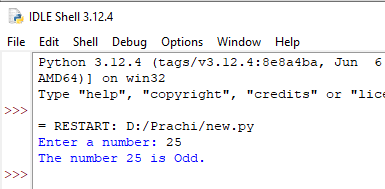 IDLE Shell 3.12.4
File Edit Shell Debug Options Window Help
Python 3.12.4 (tags/v3.12.4:8e8a4ba, Jun 6
AMD64)] on win32
Type "help", "copyright", "credits" or "lice
>>>
= RESTART: D:/Prachi/new.py
Enter a number: 25
The number 25 is Odd.
>>>